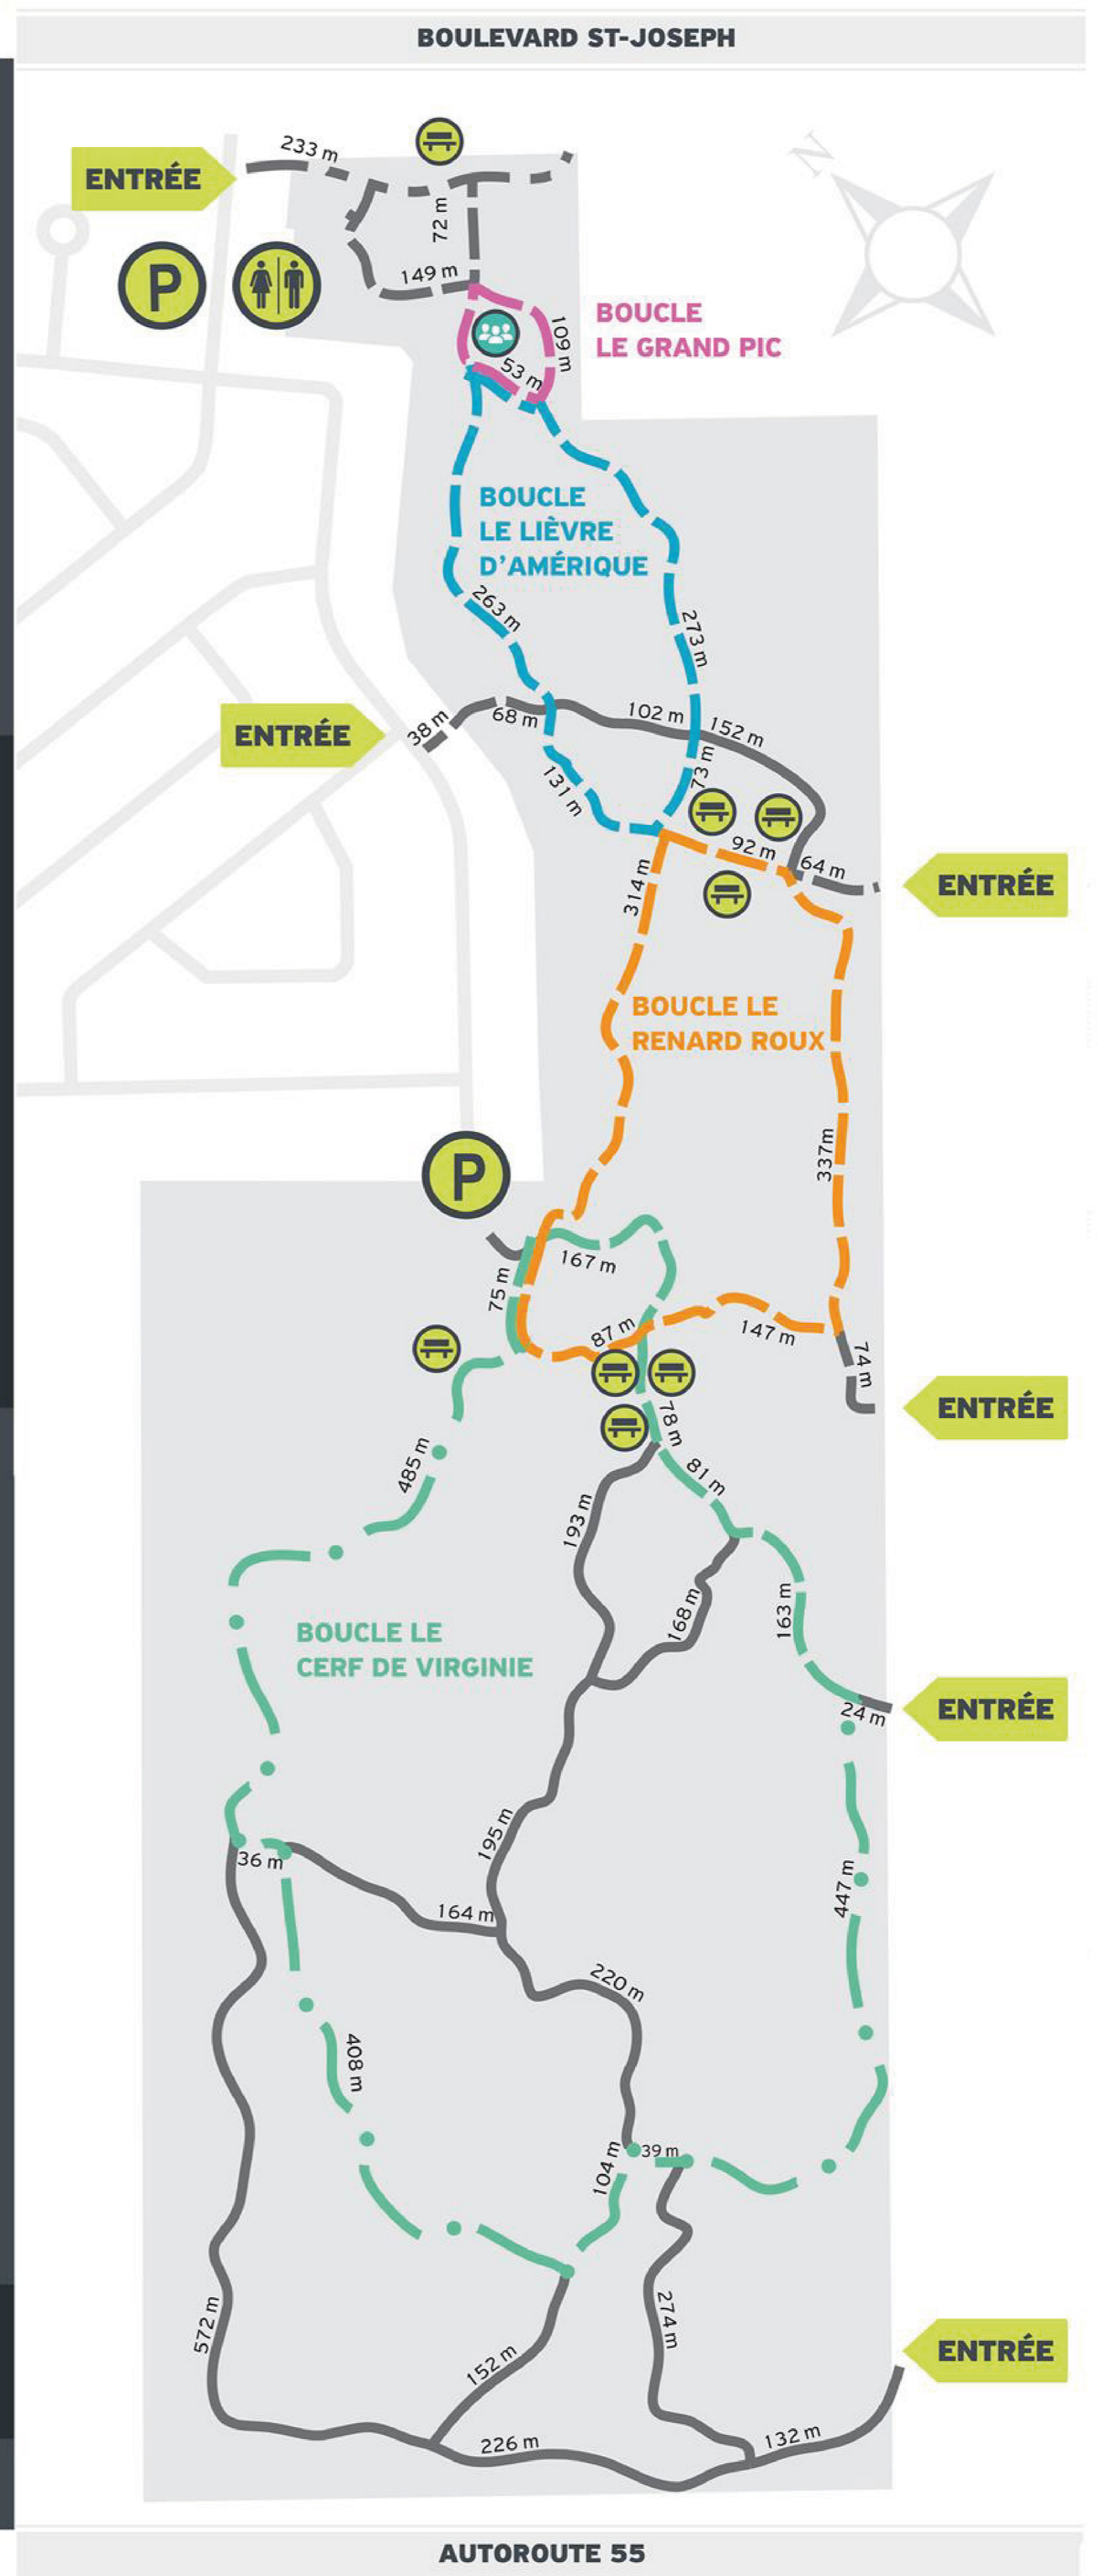 BOULEVARD ST-JOSEPH
N
233 m
ENTRÉE
72 m
P
149 m
BOUCLE
LE GRAND PIC
109 m
53 m
BOUCLE
LE LIÈVRE
D'AMÉRIQUE
263 m
273 m
ENTRÉE
38 m
68 m
102 m
152 m
131 m
73 m
92 m
64 m
ENTRÉE
314 m
BOUCLE LE
RENARD ROUX
337m
P
167 m
75 m
87 m
147 m
74 m
ENTRÉE
78 m
485 m
81 m
193 m
168 m
163 m
BOUCLE LE
CERF DE VIRGINIE
ENTRÉE
24 m
195 m
36 m
447 m
164 m
220 m
408 m
104 m
39 m
572 m
274 m
152 m
ENTRÉE
132 m
226 m
AUTOROUTE 55